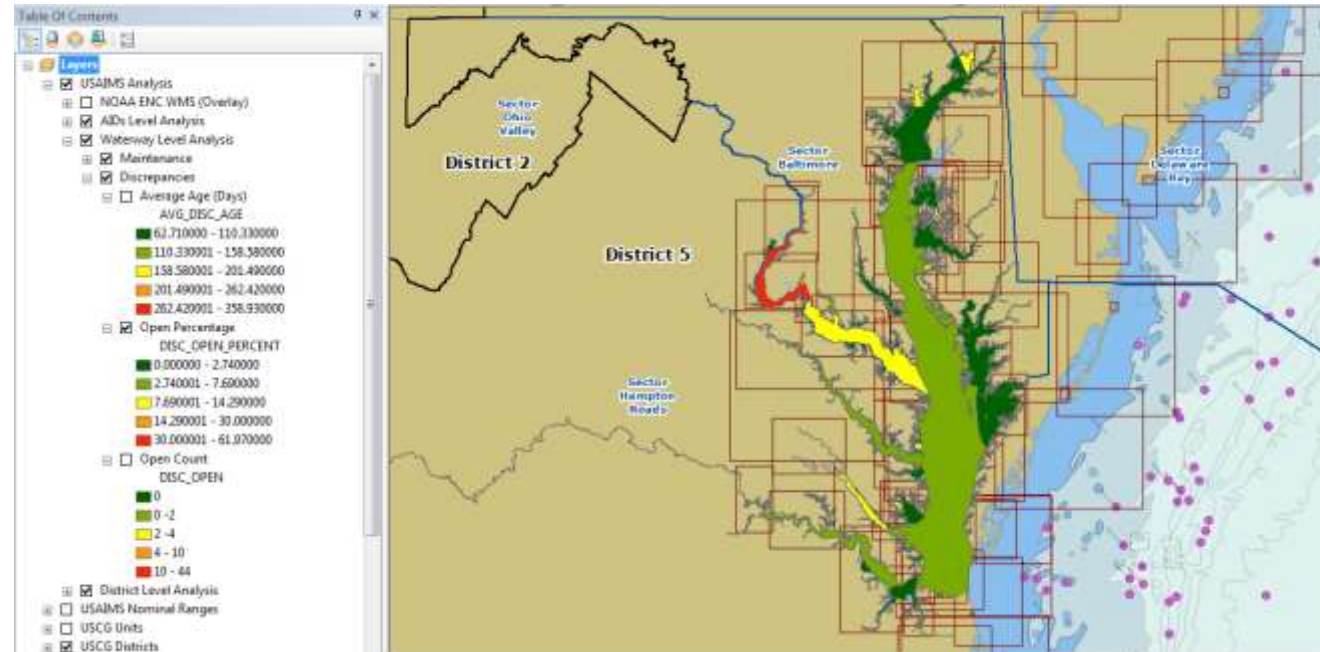 Table Of Contents
Layers
USAIMS Analysis
NOAA ENC WMS (Overlay)
AIDs Level Analysis
Waterway Level Analysis
Maintenance
Discrepancies
Average Age (Days)
AVG_DISC_AGE
62.710000 - 110.330000
110.330001 - 158.580000
158.580001 - 201.490000
201.490001 - 262.420000
262.420001 - 358.930000
Open Percentage
DISC_OPEN_PERCENT
0.000000 - 2.740000
2.740001 - 7.690000
7.690001 - 14.290000
14.290001 - 30.000000
30.000001 - 61.970000
Open Count
DISC_OPEN
0
0 -2
2 -4
4 - 10
10 - 44
District Level Analysis
USAIMS Nominal Ranges
USCG Units
USCG Districts
Sector
Ohio
Valley
District 2
Sector
Baltimore
Sector
Delaware
Bay
District 5
Sector
Hampton
Roads